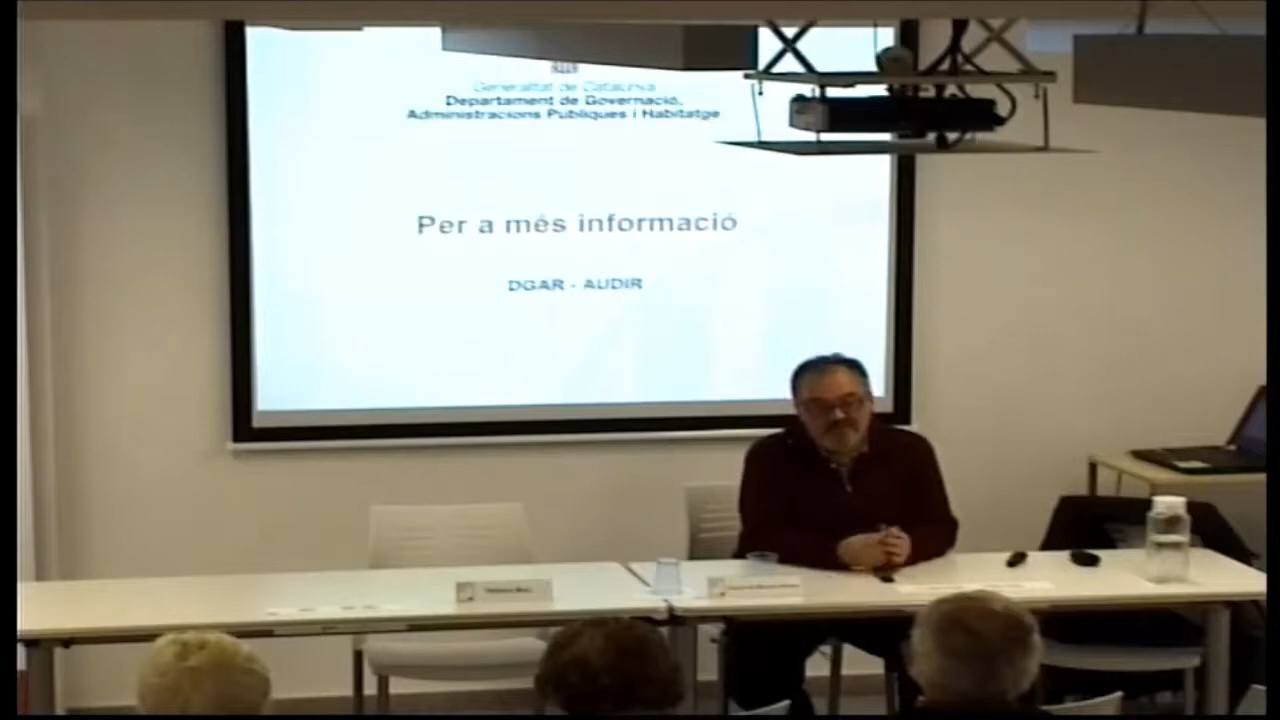 Generalitat de Catalunya
Departament de Governació,
Administracions Públiques i Habitatge
Per a més informació
DGAR - AUDIR